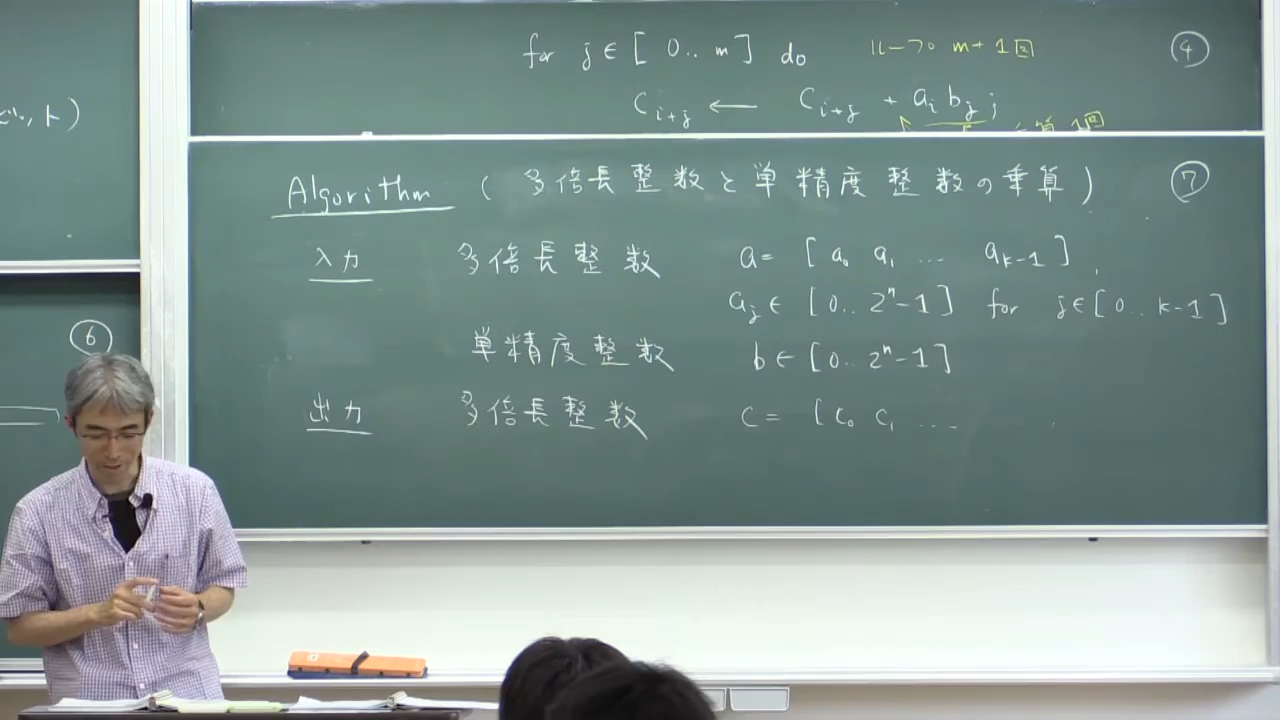 ビット)
⑥
for j ∈ [ 0.. m ] do ループ m+1回 ④
C_{i+j} ← C_{i+j} + a_i b_j ;
算 1回
Algorithm ( 多倍長整数と単精度整数の乗算 ) ⑦
入力 多倍長整数 a = [ a_0 a_1 ... a_{k-1} ] ,
a_j ∈ [ 0.. 2^n-1 ] for j ∈ [ 0.. k-1 ]
単精度整数 b ∈ [ 0.. 2^n-1 ]
出力 多倍長整数 c = [ c_0 c_1 ...